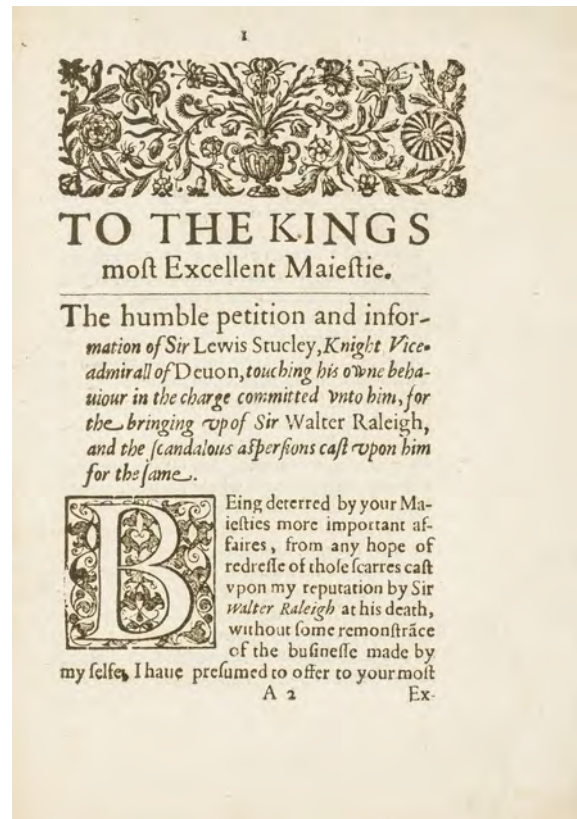 1
TO THE KINGS
moſt Excellent Maieſtie.
The humble petition and infor-
mation of Sir Lewis Stucley, Knight Vice-
admirall of Deuon, touching his owne beha-
uiour in the charge committed vnto him, for
the bringing vp of Sir Walter Raleigh,
and the ſcandalous aſperſions caſt vpon him
for the ſame.
BEing deterred by your Ma-
ieſties more important af-
faires, from any hope of
redreſſe of thoſe ſcarres caſt
vpon my reputation by Sir
Walter Raleigh at his death,
without ſome remonſtrāce
of the buſineſſe made by
my ſelfe, I haue preſumed to offer to your moſt
A 2 Ex-